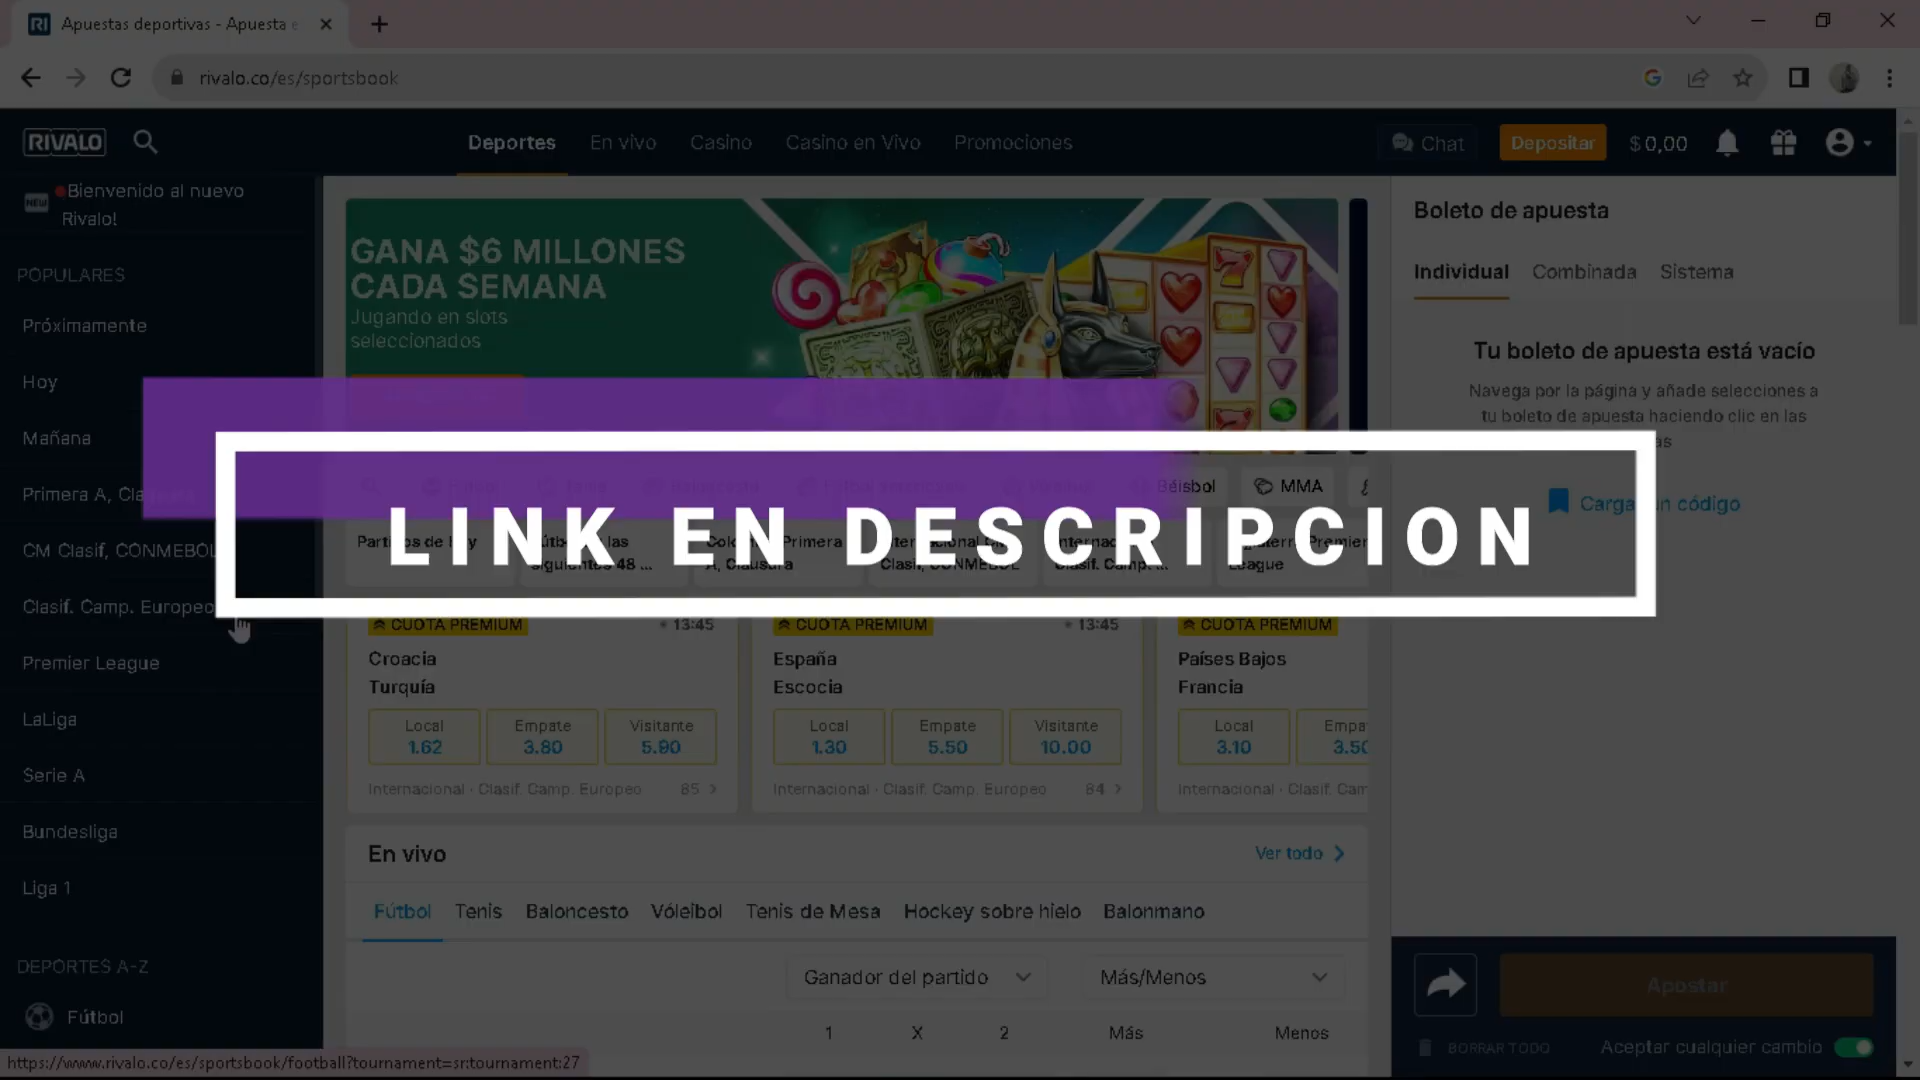 Apuestas deportivas - Apuesta e
rivalo.co/es/sportsbook
RIVALO
Deportes
En vivo
Casino
Casino en Vivo
Promociones
Chat
Depositar
$ 0,00
NEW
Bienvenido al nuevo
Rivalo!
POPULARES
Próximamente
Hoy
Mañana
Primera A, Cla
CM Clasif, CONMEBOL
Clasif. Camp. Europeo
Premier League
LaLiga
Serie A
Bundesliga
Liga 1
DEPORTES A-Z
Fútbol
GANA $6 MILLONES
CADA SEMANA
Jugando en slots
seleccionados
Béisbol
MMA
LINK EN DESCRIPCION
CUOTA PREMIUM
13:45
Croacia
Turquía
Local
1.62
Empate
3.80
Visitante
5.90
Internacional · Clasif. Camp. Europeo
85
CUOTA PREMIUM
13:45
España
Escocia
Local
1.30
Empate
5.50
Visitante
10.00
Internacional · Clasif. Camp. Europeo
84
CUOTA PREMIUM
Países Bajos
Francia
Local
3.10
Empa
3.50
Internacional · Clasif. Cam
En vivo
Ver todo
Fútbol
Tenis
Baloncesto
Vóleibol
Tenis de Mesa
Hockey sobre hielo
Balonmano
Ganador del partido
Más/Menos
1
X
2
Más
Menos
Boleto de apuesta
Individual
Combinada
Sistema
Tu boleto de apuesta está vacío
Navega por la página y añade selecciones a
tu boleto de apuesta haciendo clic en las
Apostar
BORRAR TODO
Aceptar cualquier cambio
https://www.rivalo.co/es/sportsbook/football?tournament=sr:tournament:27